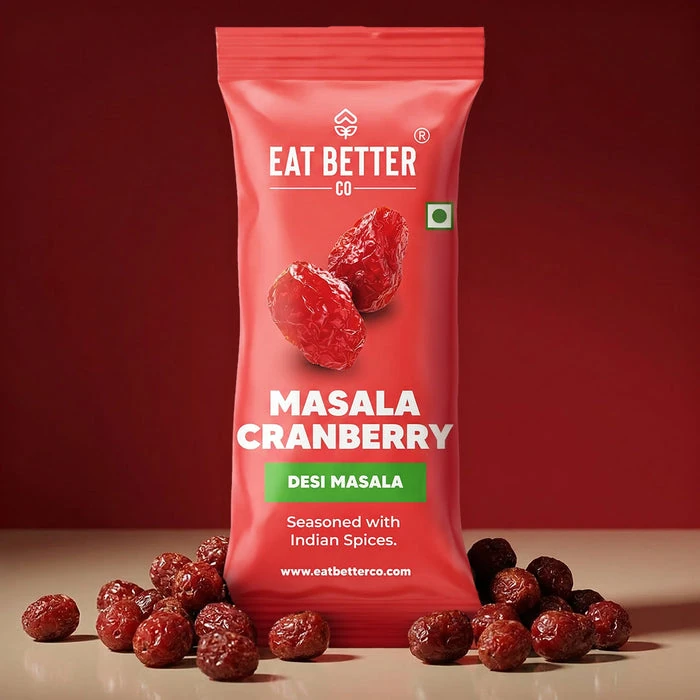 EAT BETTER
®
CO
MASALA
CRANBERRY
DESI MASALA
Seasoned with
Indian Spices.
www.eatbetterco.com